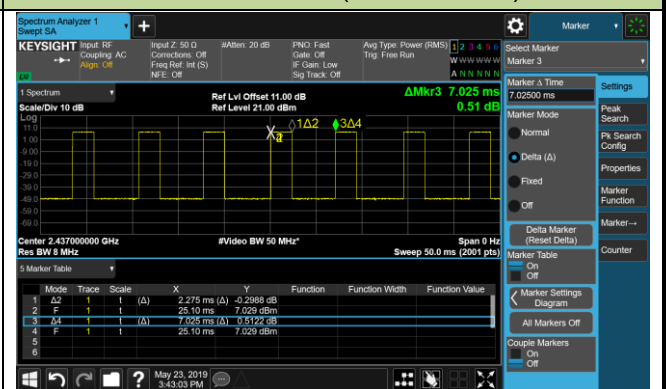 Spectrum Analyzer 1
Swept SA
Marker
KEYSIGHT
Input: RF
Coupling: AC
Align: Off
Input Z: 50 Ω
Corrections: Off
Freq Ref: Int (S)
NFE: Off
#Atten: 20 dB
PNO: Fast
Gate: Off
IF Gain: Low
Sig Track: Off
Avg Type: Power (RMS)
Trig: Free Run
1 2 3 4 5 6
W W W W W W
A N N N N N
Select Marker
Marker 3
Marker Δ Time
7.02500 ms
Marker Mode
Normal
Delta (Δ)
Fixed
Off
Delta Marker
(Reset Delta)
Marker Table
On
Off
Marker Settings
Diagram
All Markers Off
Couple Markers
On
Off
Settings
Peak
Search
Pk Search
Config
Properties
Marker
Function
Marker→
Counter
1 Spectrum
Scale/Div 10 dB
Log
Ref Lvl Offset 11.00 dB
Ref Level 21.00 dBm
ΔMkr3 7.025 ms
0.51 dB
11.0
1.00
-9.00
-19.0
-29.0
-39.0
-49.0
-59.0
-69.0
1Δ2
3Δ4
Center 2.437000000 GHz
Res BW 8 MHz
#Video BW 50 MHz*
Span 0 Hz
Sweep 50.0 ms (2001 pts)
5 Marker Table
Mode Trace Scale X Y Function Function Width Function Value
1 Δ2 1 t (Δ) 2.275 ms (Δ) -0.2988 dB
2 F 1 t 25.10 ms 7.029 dBm
3 Δ4 1 t (Δ) 7.025 ms (Δ) 0.5122 dB
4 F 1 t 25.10 ms 7.029 dBm
5
6
May 23, 2019
3:43:03 PM